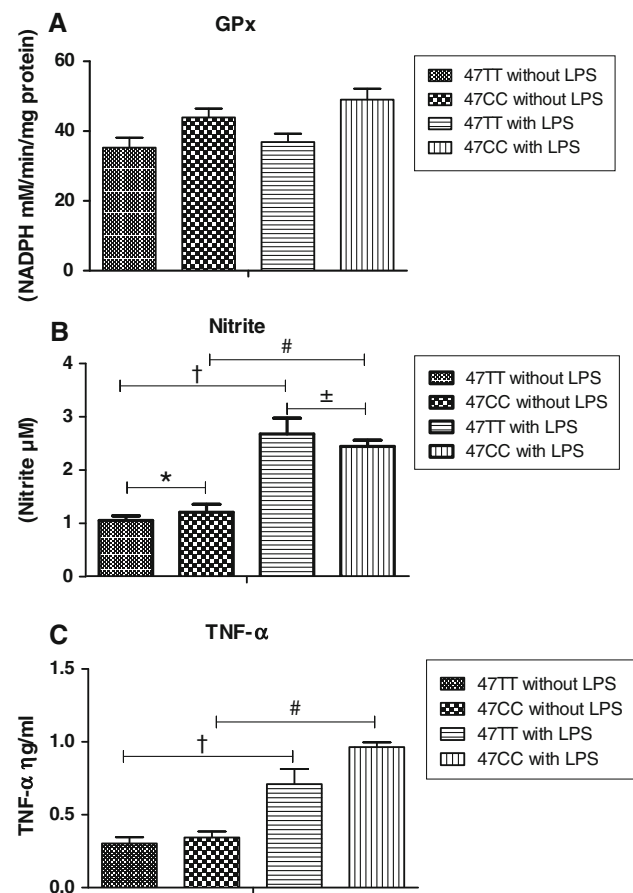 A
GPx
(NADPH mM/min/mg protein)
60
40
20
0
47TT without LPS
47CC without LPS
47TT with LPS
47CC with LPS
B
Nitrite
(Nitrite µM)
4
3
2
1
0
*
†
#
±
47TT without LPS
47CC without LPS
47TT with LPS
47CC with LPS
C
TNF-α
TNF-α ηg/ml
1.5
1.0
0.5
0.0
†
#
47TT without LPS
47CC without LPS
47TT with LPS
47CC with LPS